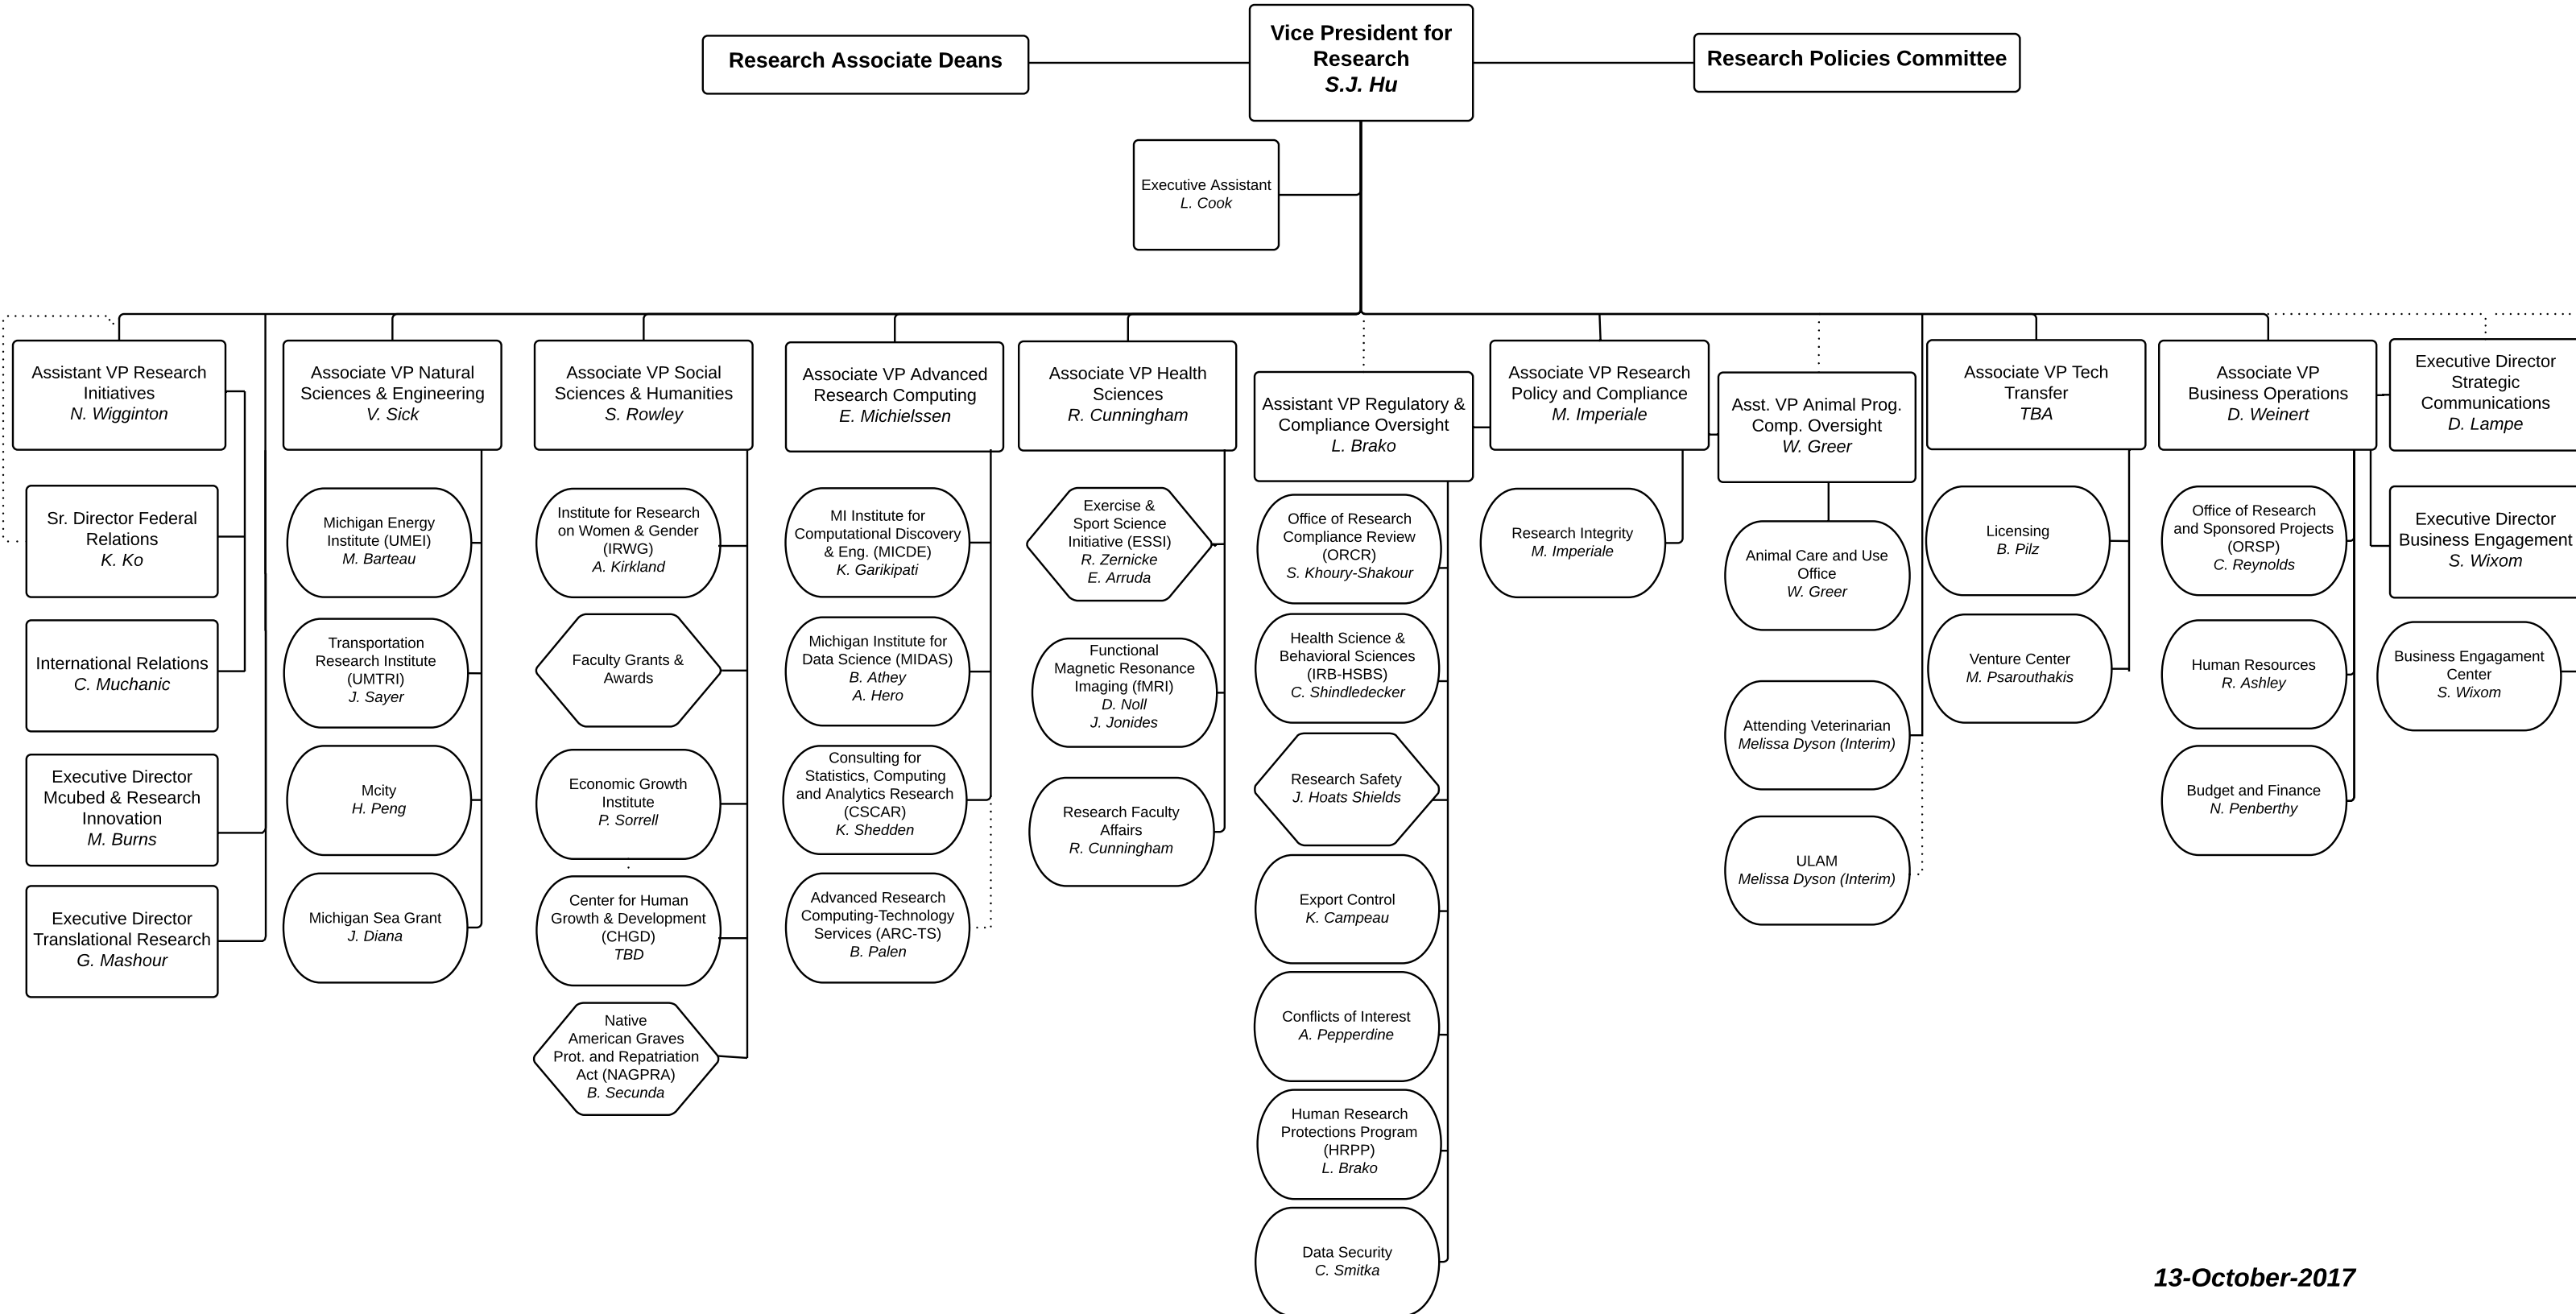 Research Associate Deans
Vice President for
Research
S.J. Hu
Research Policies Committee
Executive Assistant
L. Cook
Assistant VP Research
Initiatives
N. Wigginton
Sr. Director Federal
Relations
K. Ko
International Relations
C. Muchanic
Executive Director
Mcubed & Research
Innovation
M. Burns
Executive Director
Translational Research
G. Mashour
Associate VP Natural
Sciences & Engineering
V. Sick
Michigan Energy
Institute (UMEI)
M. Barteau
Transportation
Research Institute
(UMTRI)
J. Sayer
Mcity
H. Peng
Michigan Sea Grant
J. Diana
Associate VP Social
Sciences & Humanities
S. Rowley
Institute for Research
on Women & Gender
(IRWG)
A. Kirkland
Faculty Grants &
Awards
Economic Growth
Institute
P. Sorrell
Center for Human
Growth & Development
(CHGD)
TBD
Native
American Graves
Prot. and Repatriation
Act (NAGPRA)
B. Secunda
Associate VP Advanced
Research Computing
E. Michielssen
MI Institute for
Computational Discovery
& Eng. (MICDE)
K. Garikipati
Michigan Institute for
Data Science (MIDAS)
B. Athey
A. Hero
Consulting for
Statistics, Computing
and Analytics Research
(CSCAR)
K. Shedden
Advanced Research
Computing-Technology
Services (ARC-TS)
B. Palen
Associate VP Health
Sciences
R. Cunningham
Exercise &
Sport Science
Initiative (ESSI)
R. Zernicke
E. Arruda
Functional
Magnetic Resonance
Imaging (fMRI)
D. Noll
J. Jonides
Research Faculty
Affairs
R. Cunningham
Assistant VP Regulatory &
Compliance Oversight
L. Brako
Office of Research
Compliance Review
(ORCR)
S. Khoury-Shakour
Health Science &
Behavioral Sciences
(IRB-HSBS)
C. Shindledecker
Research Safety
J. Hoats Shields
Export Control
K. Campeau
Conflicts of Interest
A. Pepperdine
Human Research
Protections Program
(HRPP)
L. Brako
Data Security
C. Smitka
Associate VP Research
Policy and Compliance
M. Imperiale
Research Integrity
M. Imperiale
Asst. VP Animal Prog.
Comp. Oversight
W. Greer
Animal Care and Use
Office
W. Greer
Attending Veterinarian
Melissa Dyson (Interim)
ULAM
Melissa Dyson (Interim)
Associate VP Tech
Transfer
TBA
Licensing
B. Pilz
Venture Center
M. Psarouthakis
Associate VP
Business Operations
D. Weinert
Office of Research
and Sponsored Projects
(ORSP)
C. Reynolds
Human Resources
R. Ashley
Budget and Finance
N. Penberthy
Executive Director
Strategic
Communications
D. Lampe
Executive Director
Business Engagement
S. Wixom
Business Engagament
Center
S. Wixom
13-October-2017